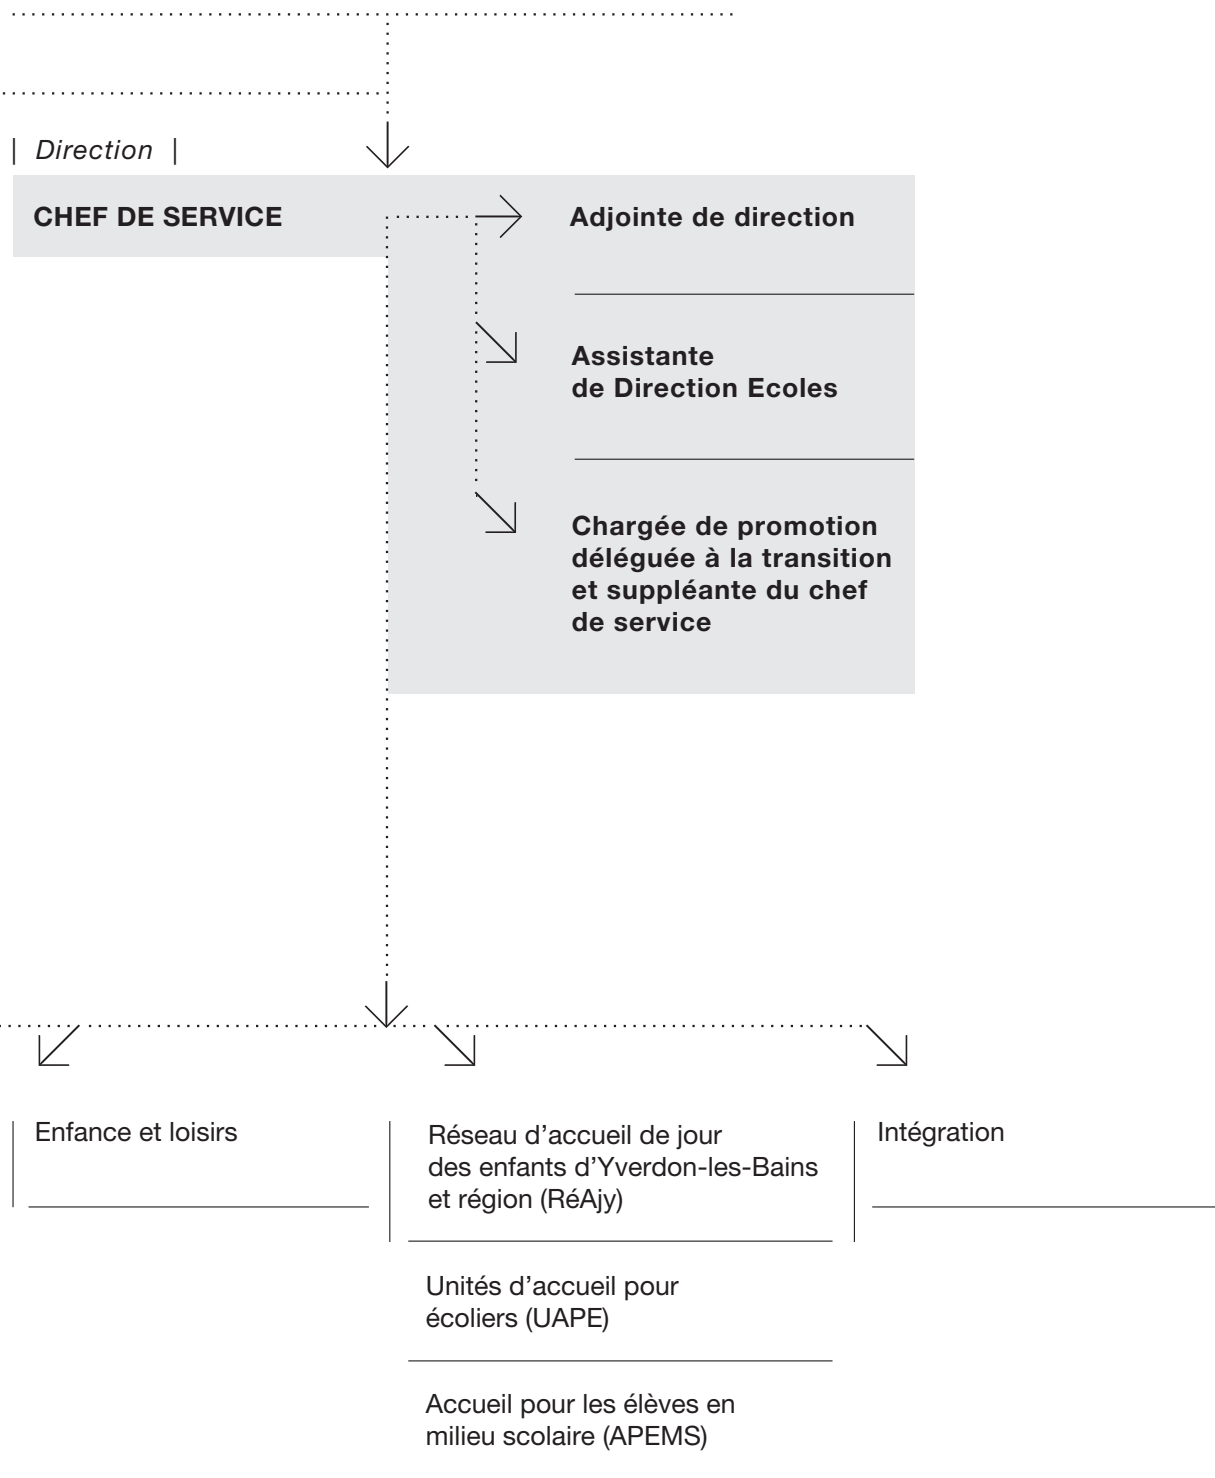 | Direction |
CHEF DE SERVICE
Adjointe de direction
Assistante
de Direction Ecoles
Chargée de promotion
déléguée à la transition
et suppléante du chef
de service
Enfance et loisirs
Réseau d’accueil de jour
des enfants d’Yverdon-les-Bains
et région (RéAjy)
Unités d’accueil pour
écoliers (UAPE)
Accueil pour les élèves en
milieu scolaire (APEMS)
Intégration